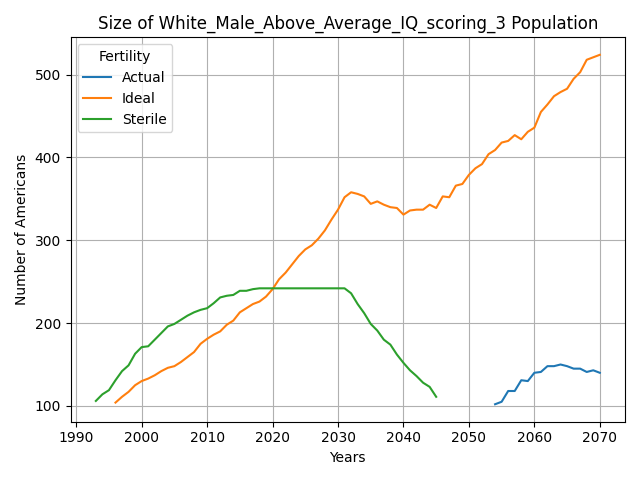 Size of White_Male_Above_Average_IQ_scoring_3 Population
Fertility
Actual
Ideal
Sterile
Number of Americans
500
400
300
200
100
1990 2000 2010 2020 2030 2040 2050 2060 2070
Years